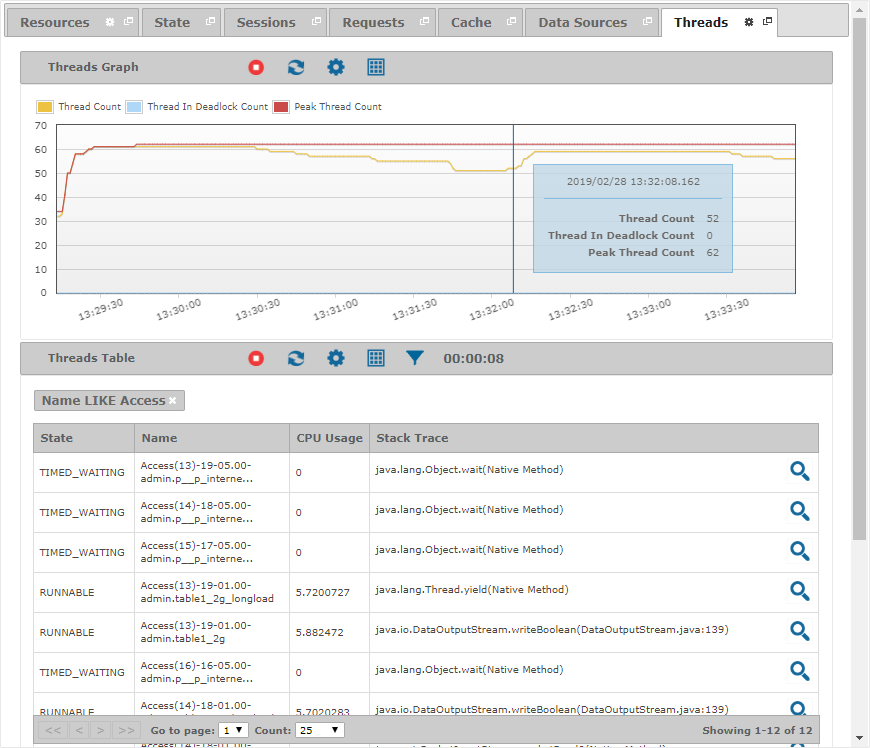 Resources State Sessions Requests Cache Data Sources Threads
Threads Graph
Thread Count Thread In Deadlock Count Peak Thread Count
70
60
50
40
30
20
10
0
2019/02/28 13:32:08.162
Thread Count 52
Thread In Deadlock Count 0
Peak Thread Count 62
13:29:30 13:30:00 13:30:30 13:31:00 13:31:30 13:32:00 13:32:30 13:33:00 13:33:30
Threads Table 00:00:08
Name LIKE Access ×
State Name CPU Usage Stack Trace
TIMED_WAITING Access(13)-19-05.00-
admin.p__p_interne... 0 java.lang.Object.wait(Native Method)
TIMED_WAITING Access(14)-18-05.00-
admin.p__p_interne... 0 java.lang.Object.wait(Native Method)
TIMED_WAITING Access(15)-17-05.00-
admin.p__p_interne... 0 java.lang.Object.wait(Native Method)
RUNNABLE Access(13)-19-01.00-
admin.table1_2g_longload 5.7200727 java.lang.Thread.yield(Native Method)
RUNNABLE Access(13)-19-01.00-
admin.table1_2g 5.882472 java.io.DataOutputStream.writeBoolean(DataOutputStream.java:139)
TIMED_WAITING Access(16)-16-05.00-
admin.p__p_interne... 0 java.lang.Object.wait(Native Method)
RUNNABLE Access(14)-18-01.00-
5.7020283 java.io.DataOutputStream.writeBoolean(DataOutputStream.java:139)
<< < > >> Go to page: 1 Count: 25 Showing 1-12 of 12